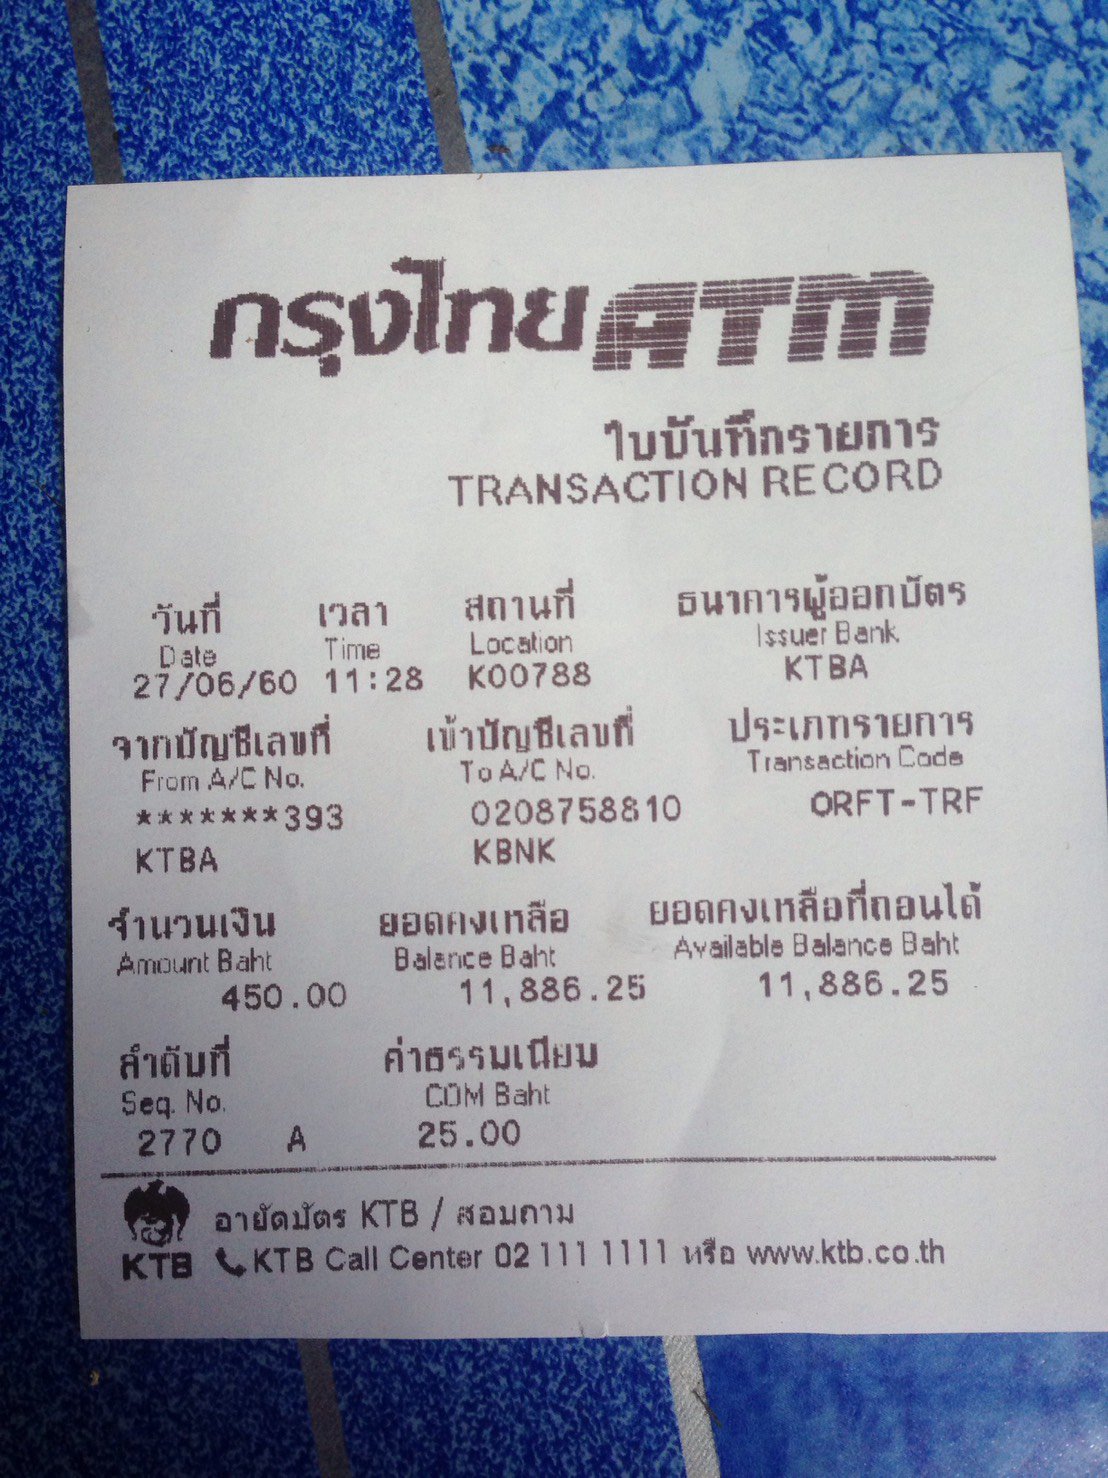 กรุงไทย ATM
ใบบันทึกรายการ
TRANSACTION RECORD
วันที่ เวลา สถานที่ ธนาคารผู้ออกบัตร
Date Time Location Issuer Bank
27/06/60 11:28 K00788 KTBA
จากบัญชีเลขที่ เข้าบัญชีเลขที่ ประเภทรายการ
From A/C No. To A/C No. Transaction Code
*******393 0208758810 ORFT-TRF
KTBA KBNK
จำนวนเงิน ยอดคงเหลือ ยอดคงเหลือที่ถอนได้
Amount Baht Balance Baht Available Balance Baht
450.00 11,886.25 11,886.25
ลำดับที่ ค่าธรรมเนียม
Seq. No. COM Baht
2770 A 25.00
อายัดบัตร KTB / สอบถาม
KTB KTB Call Center 02 111 1111 หรือ www.ktb.co.th